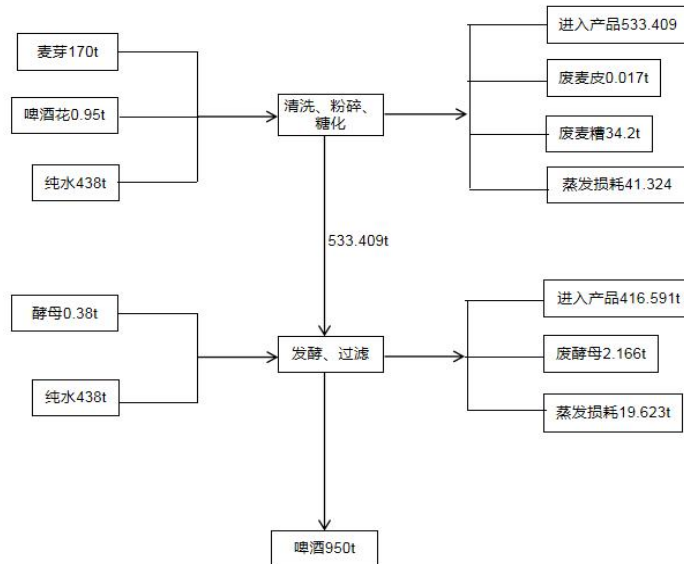 麦芽170t
啤酒花0.95t
纯水438t
清洗、粉碎、
糖化
进入产品533.409
废麦皮0.017t
废麦糟34.2t
蒸发损耗41.324
533.409t
酵母0.38t
纯水438t
发酵、过滤
进入产品416.591t
废酵母2.166t
蒸发损耗19.623t
啤酒950t